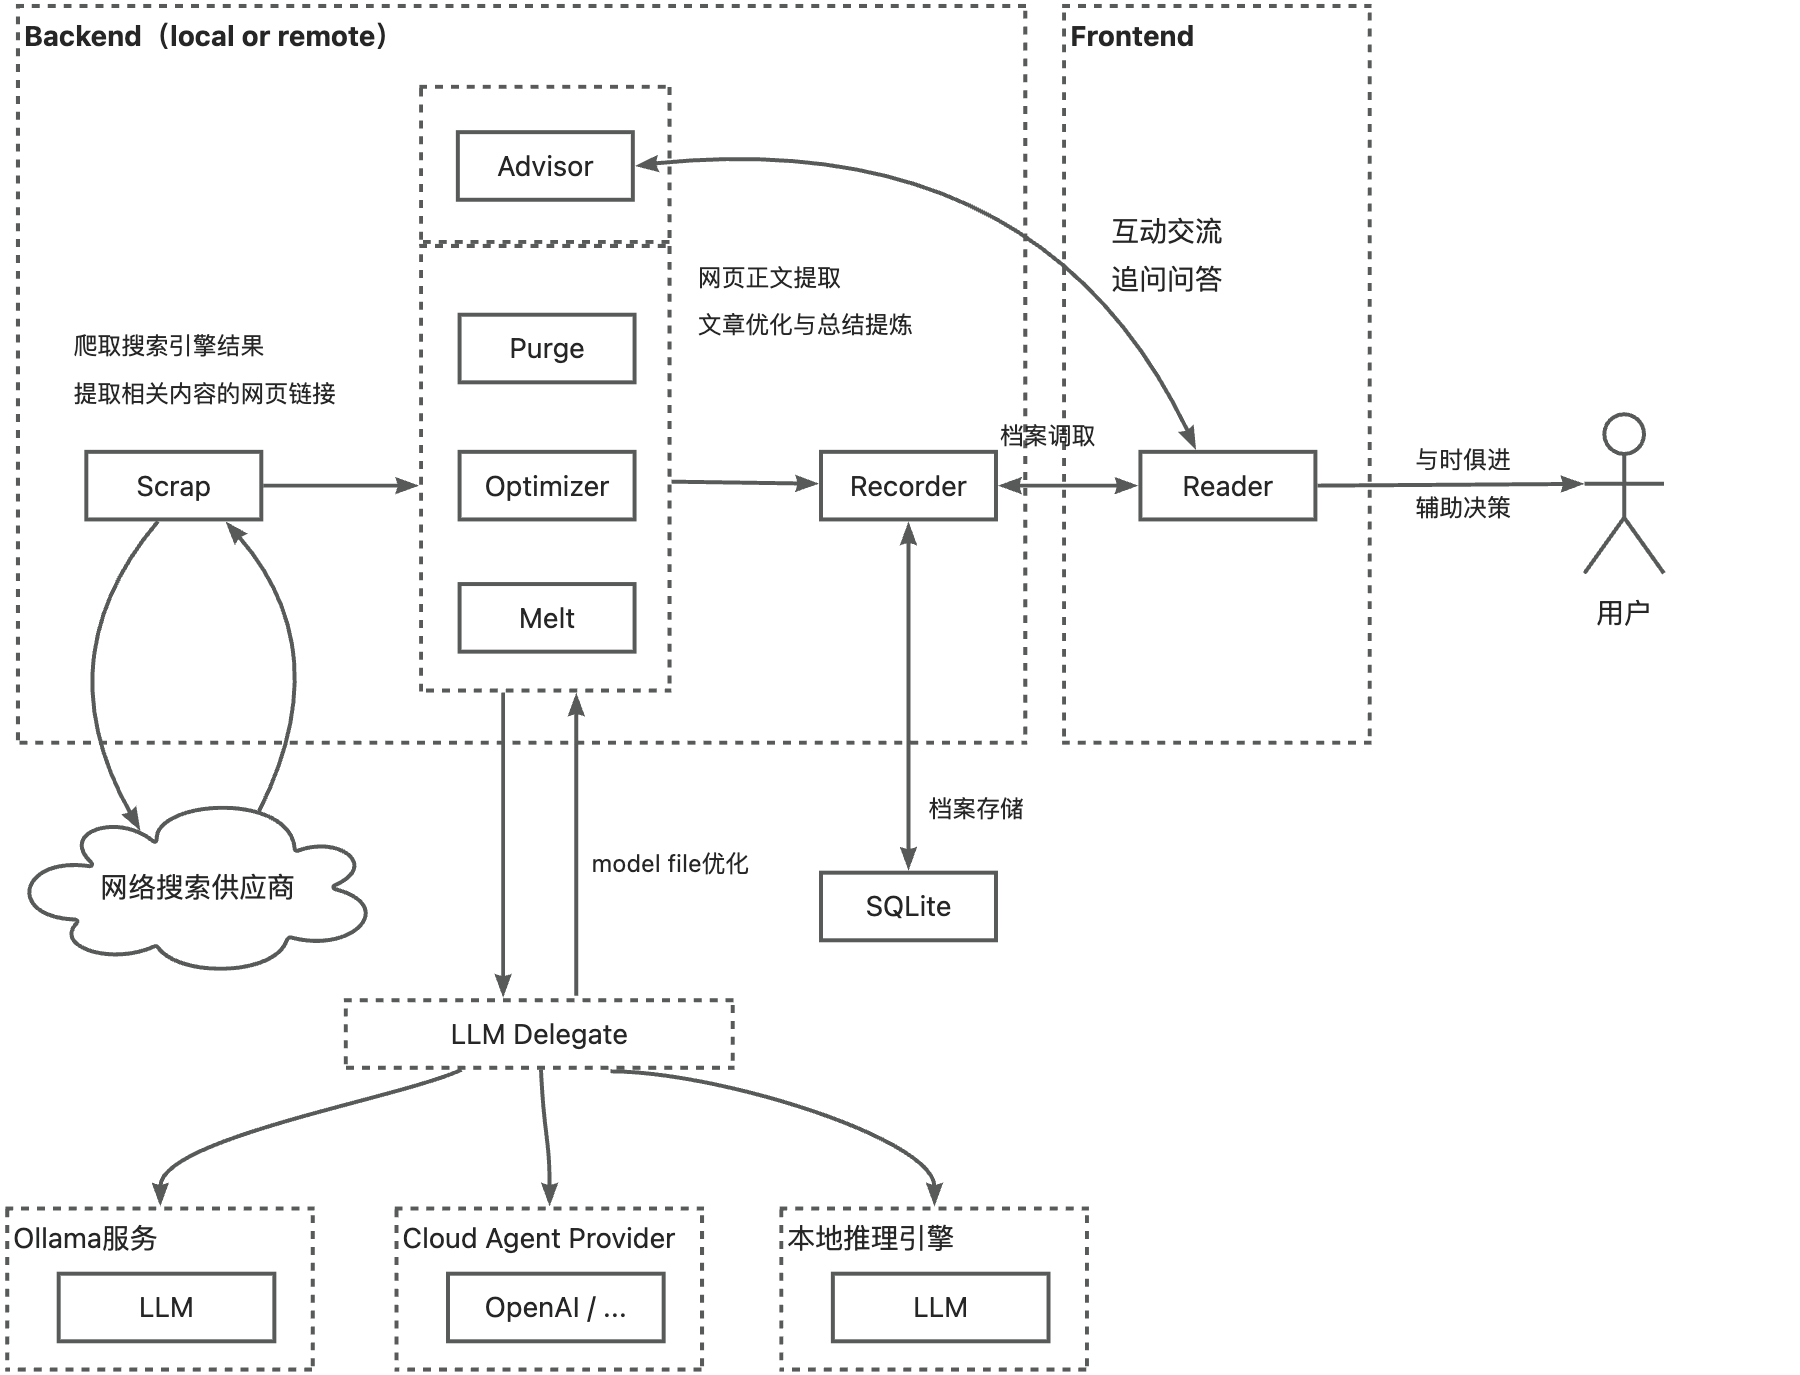 Backend（local or remote）
Frontend
Advisor
互动交流
追问问答
网页正文提取
文章优化与总结提炼
Purge
爬取搜索引擎结果
提取相关内容的网页链接
档案调取
Scrap
Optimizer
Recorder
Reader
与时俱进
辅助决策
Melt
用户
档案存储
model file优化
网络搜索供应商
SQLite
LLM Delegate
Ollama服务
LLM
Cloud Agent Provider
OpenAI / ...
本地推理引擎
LLM